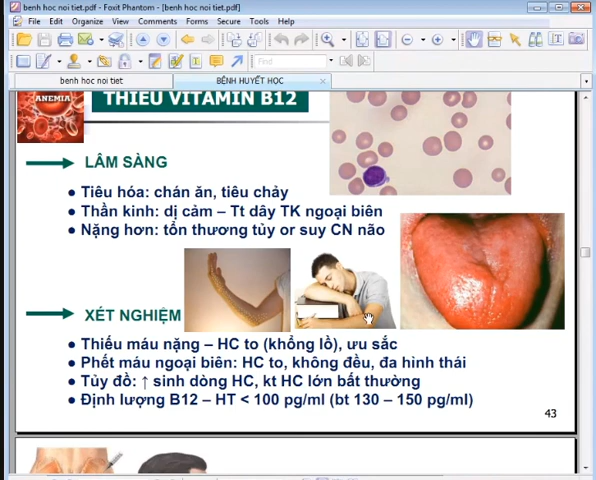 benh hoc noi tiet.pdf - Foxit Phantom - [benh hoc noi tiet.pdf]
File Edit View Comments Forms Secure Tools Help
Find
benh hoc noi tiet BỆNH HUYẾT HỌC
ANEMIA
THIẾU VITAMIN B12
LÂM SÀNG
• Tiêu hóa: chán ăn, tiêu chảy
• Thần kinh: dị cảm – Tt dây TK ngoại biên
• Nặng hơn: tổn thương tủy or suy CN não
XÉT NGHIỆM
• Thiếu máu nặng – HC to (khổng lồ), ưu sắc
• Phết máu ngoại biên: HC to, không đều, đa hình thái
• Tủy đồ: ↑ sinh dòng HC, kt HC lớn bất thường
• Định lượng B12 – HT < 100 pg/ml (bt 130 – 150 pg/ml)
43